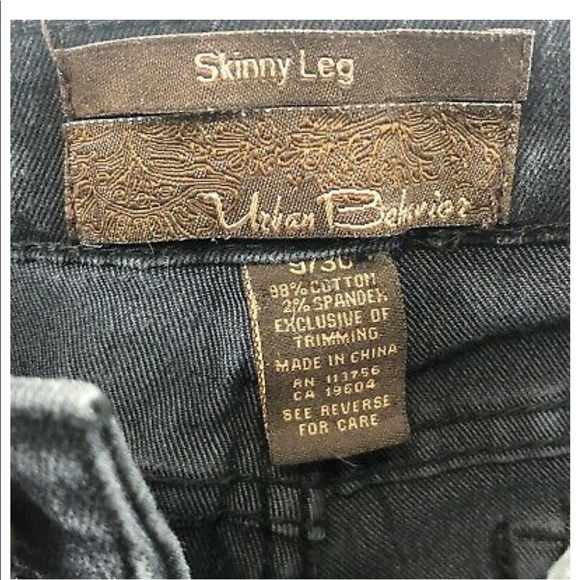 Skinny Leg
Urban Behavior
9/30
98% COTTON
2% SPANDEX
EXCLUSIVE OF
TRIMMING
MADE IN CHINA
RN 113756
CA 19604
SEE REVERSE
FOR CARE